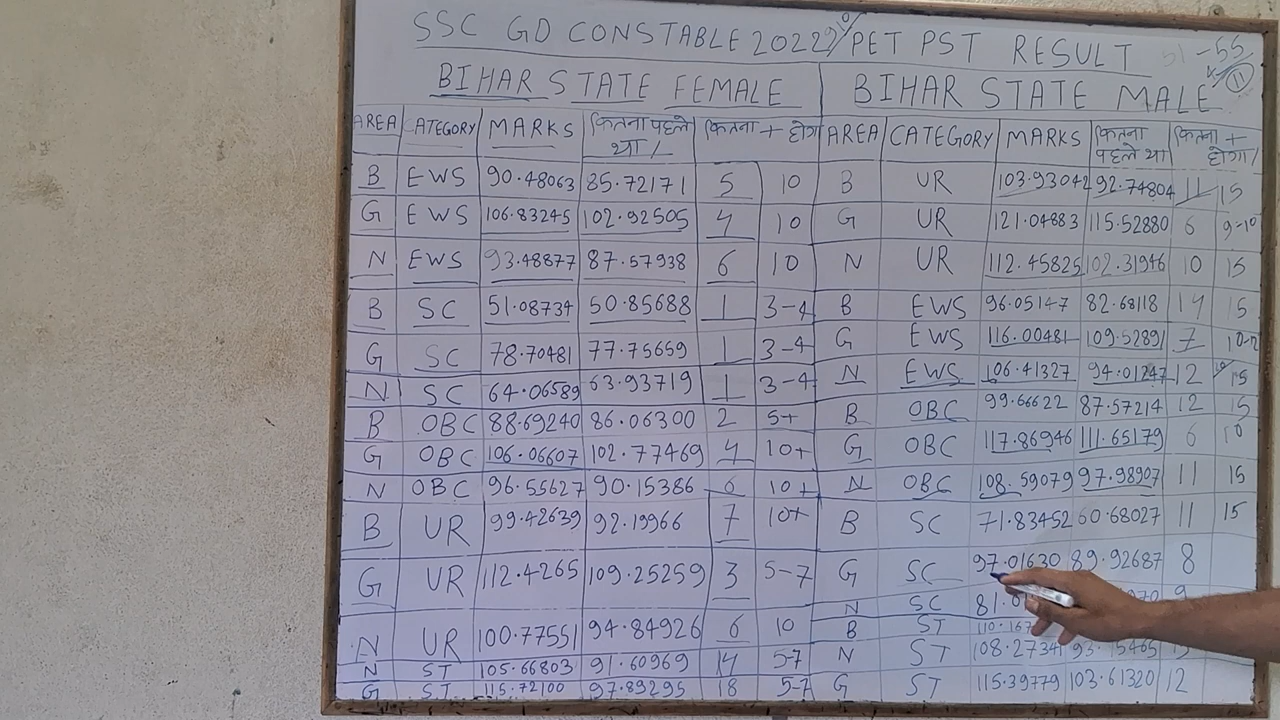 SSC GD CONSTABLE 2022 PET PST RESULT
51-55
11
BIHAR STATE FEMALE BIHAR STATE MALE
AREA CATEGORY MARKS कितना पहले था / कितना + होगा AREA CATEGORY MARKS कितना पहले था कितना + होगा /
B EWS 90.48063 85.72171 5 10 B UR 103.93042 92.74804 11 15
G EWS 106.83245 102.92505 4 10 G UR 121.04883 115.52880 6 9-10
N EWS 93.48877 87.57938 6 10 N UR 112.45825 102.31946 10 15
B SC 51.08734 50.85688 1 3-4 B EWS 96.05147 82.68118 14 15
G SC 78.70481 77.75659 1 3-4 G EWS 116.00481 109.52891 7 10-12
N SC 64.06589 63.93719 1 3-4 N EWS 106.41327 94.01247 12 15
B OBC 88.69240 86.06300 2 5+ B OBC 99.66622 87.57214 12 15
G OBC 106.06607 102.77469 4 10+ G OBC 117.86946 111.65179 6 10
N OBC 96.55627 90.15386 6 10+ N OBC 108.59079 97.98907 11 15
B UR 99.42639 92.19966 7 10+ B SC 71.83452 60.68027 11 15
G UR 112.4265 109.25259 3 5-7 G SC 97.01630 89.92687 8
N SC
B ST
N UR 100.77551 94.84926 6 10 N ST 108.27341 93.15465
N ST 105.66803 91.60969 14 5-7 G ST 115.39779 103.61320 12
G ST 115.72100 97.89295 18 5-7